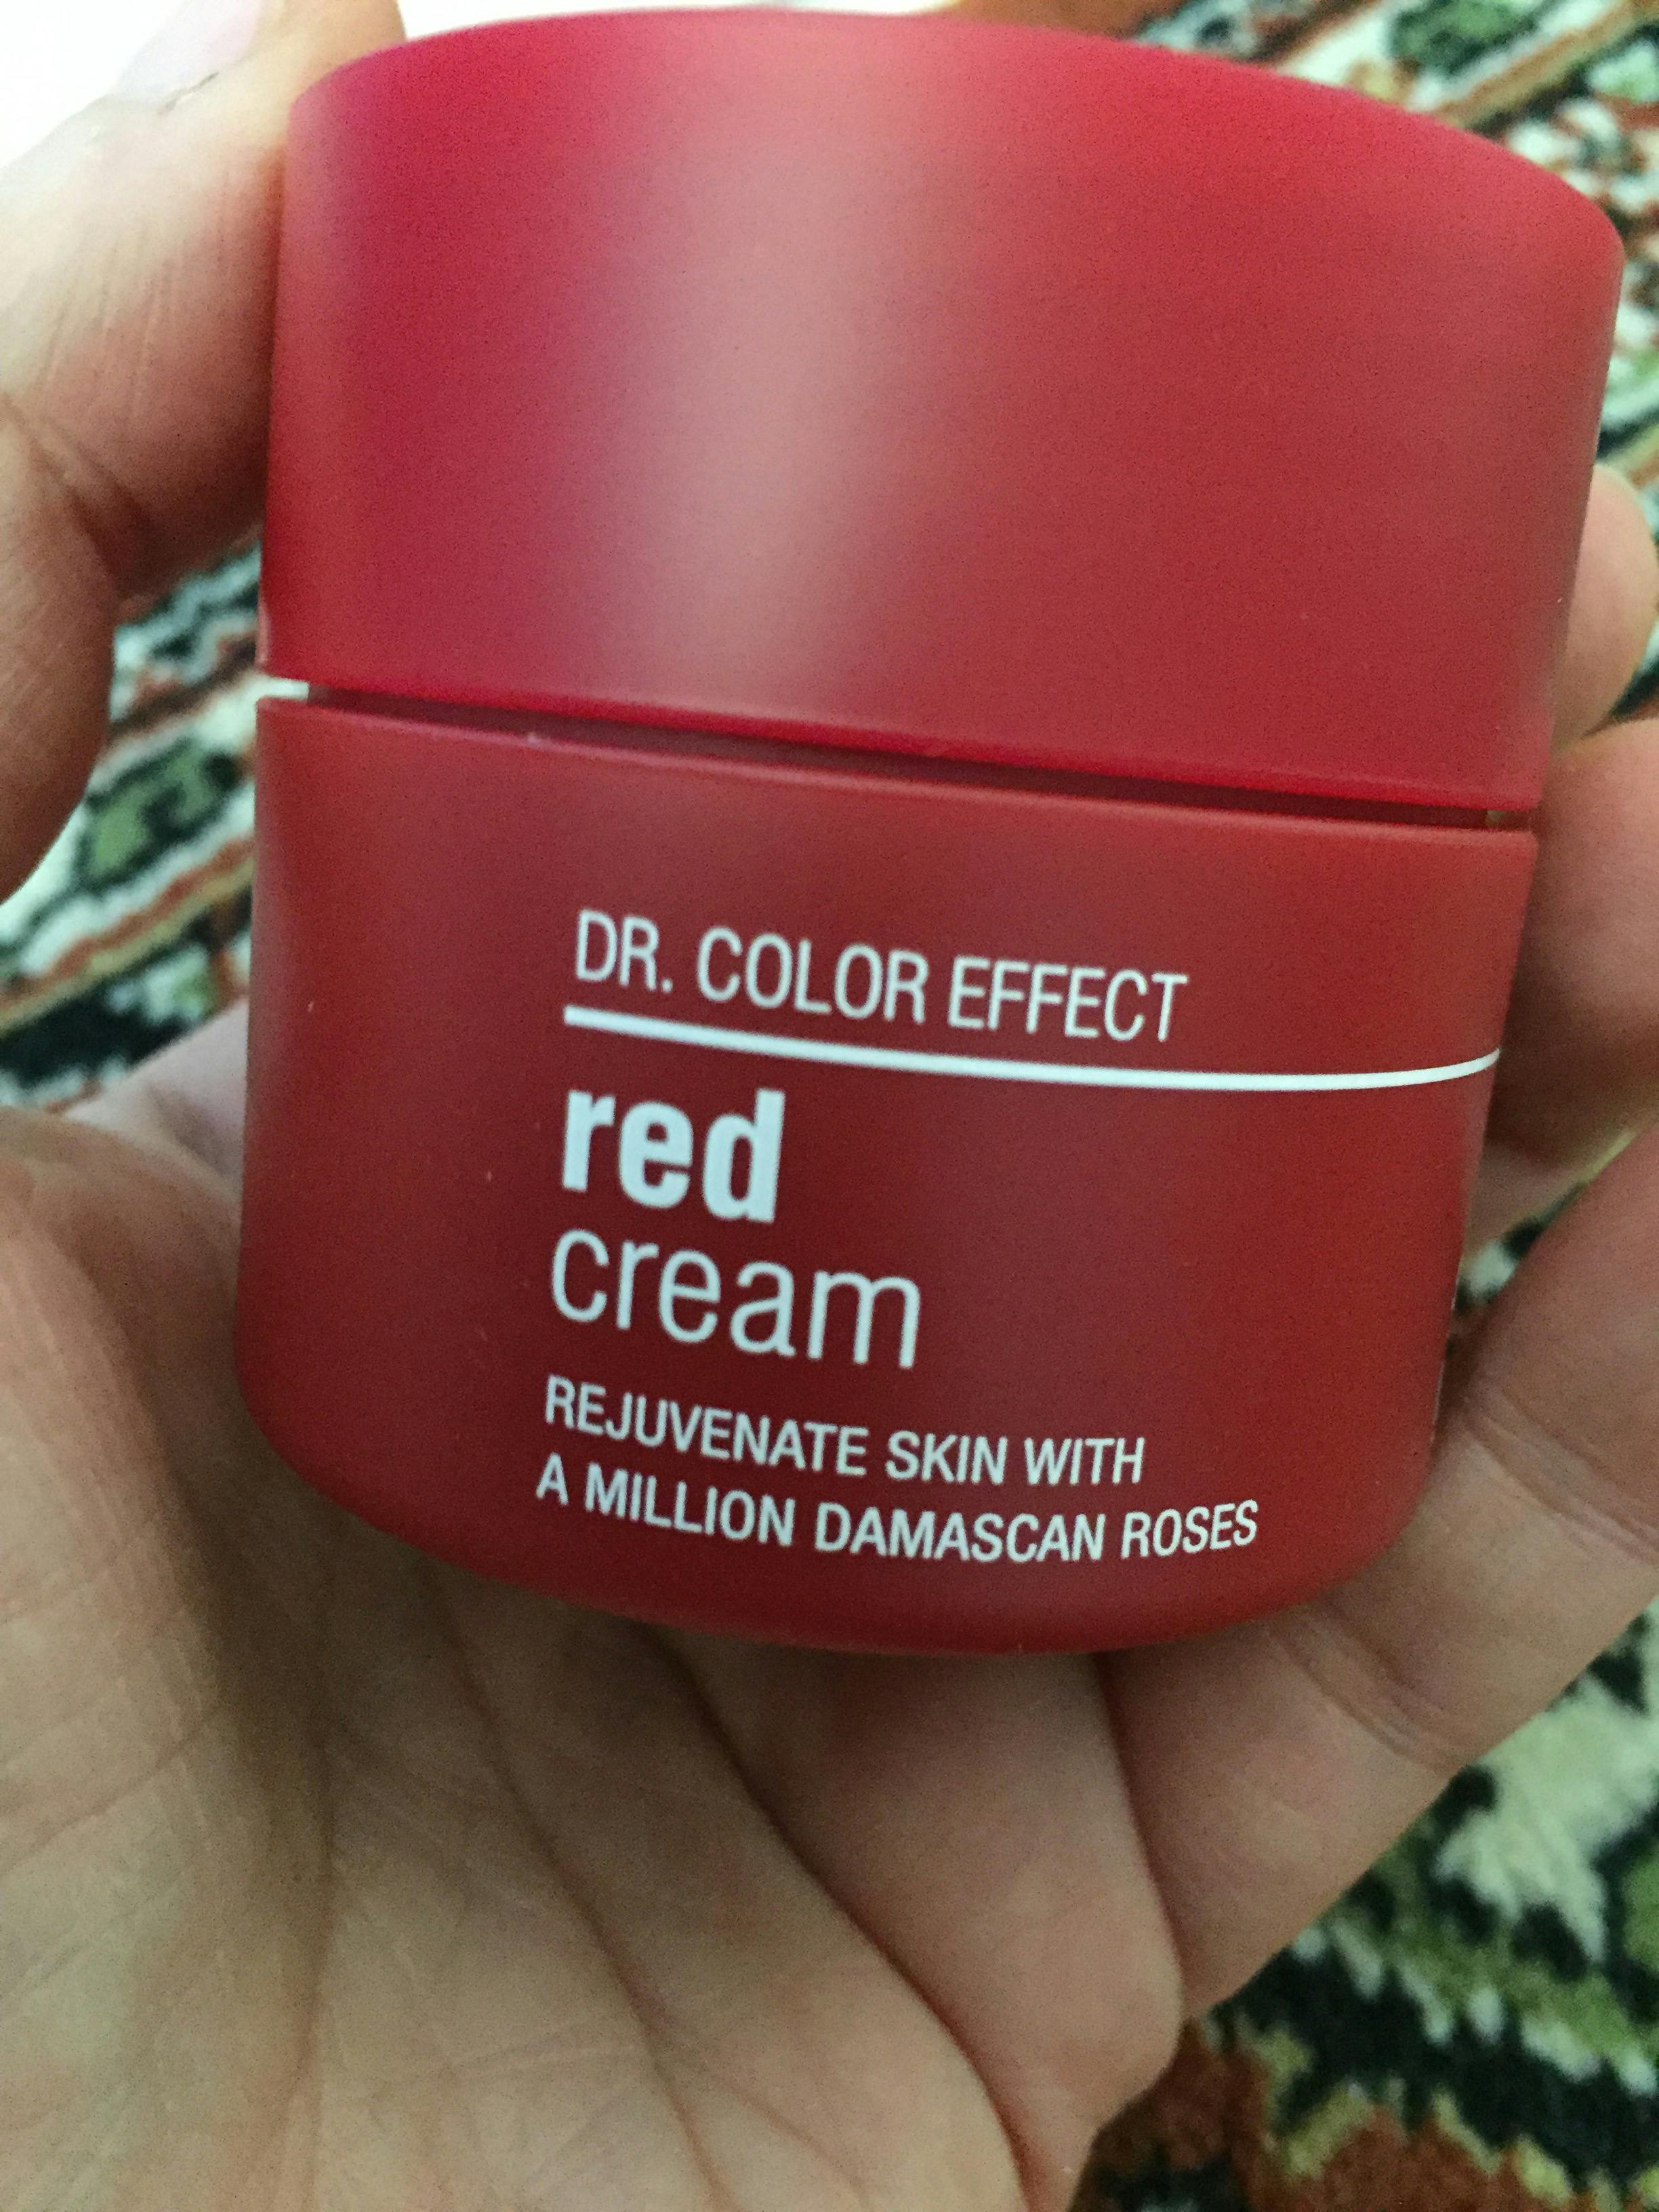 DR. COLOR EFFECT
red
cream
REJUVENATE SKIN WITH
A MILLION DAMASCAN ROSES